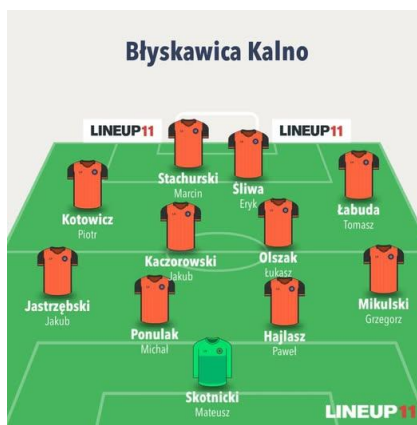 Błyskawica Kalno
LINEUP11
LINEUP11
Stachurski
Marcin
Śliwa
Eryk
Kotowicz
Piotr
Łabuda
Tomasz
Kaczorowski
Jakub
Olszak
Łukasz
Jastrzębski
Jakub
Mikulski
Grzegorz
Ponulak
Michał
Hajlasz
Paweł
Skotnicki
Mateusz
LINEUP11